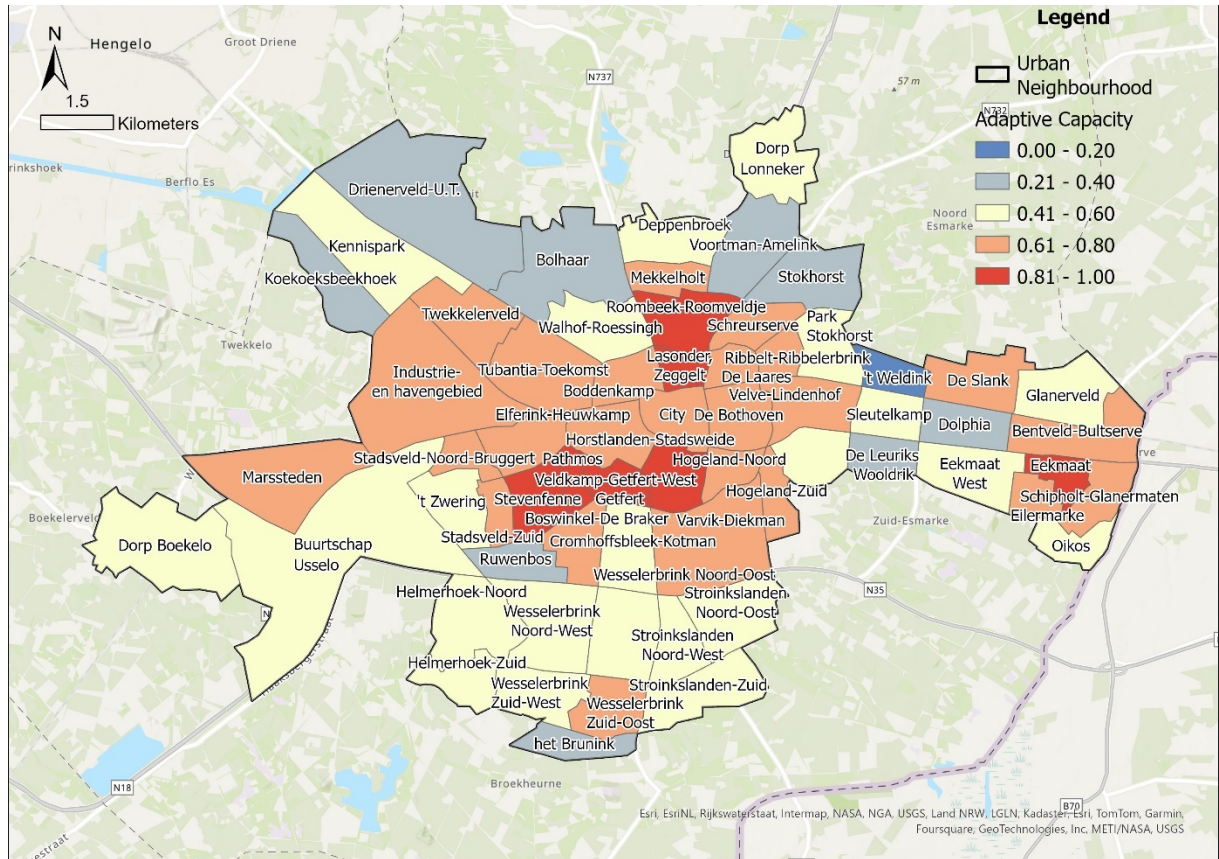 Legend
Urban
Neighbourhood
Adaptive Capacity
0.00 - 0.20
0.21 - 0.40
0.41 - 0.60
0.61 - 0.80
0.81 - 1.00
N
1.5
Kilometers
Hengelo
Groot Driene
N737
57 m
N732
Berflo Es
Dorp
Lonneker
Drienerveld-U.T.
Noord
Esmarke
Deppenbroek
Voortman-Amelink
Kennispark
Bolhaar
Koekoeksbeekhoek
Mekkelholt
Stokhorst
Roombeek-Roomveldje
Twekkelerveld
Walhof-Roessingh
Schreurserve
Park
Stokhorst
Twekkelo
Lasonder,
Zeggelt
Ribbelt-Ribbelerbrink
Tubantia-Toekomst
De Laares
't Weldink
De Slank
Industrie-
en havengebied
Boddenkamp
Velve-Lindenhof
Glanerveld
Elferink-Heuwkamp
City
De Bothoven
Sleutelkamp
Dolphia
Bentveld-Bultserve
Horstlanden-Stadsweide
Stadsveld-Noord-Bruggert
Pathmos
Hogeland-Noord
De Leuriks
Wooldrik
Eekmaat
West
Eekmaat
Marssteden
Veldkamp-Getfert-West
't Zwering
Stevenfenne
Getfert
Hogeland-Zuid
Schipholt-Glanermaten
Eilermarke
Boekelerveld
Boswinkel-De Braker
Varvik-Diekman
Zuid-Esmarke
Dorp Boekelo
Buurtschap
Usselo
Stadsveld-Zuid
Cromhoffsbleek-Kotman
Oikos
Ruwenbos
Wesselerbrink Noord-Oost
Helmerhoek-Noord
Stroinkslanden
Noord-Oost
N35
Wesselerbrink
Noord-West
Stroinkslanden
Noord-West
Helmerhoek-Zuid
Wesselerbrink
Zuid-West
Stroinkslanden-Zuid
Wesselerbrink
Zuid-Oost
het Brunink
Broekheurne
N18
B70
Esri, EsriNL, Rijkswaterstaat, Intermap, NASA, NGA, USGS, Land NRW, LGLN, Kadaster, Esri, TomTom, Garmin,
Foursquare, GeoTechnologies, Inc, METI/NASA, USGS